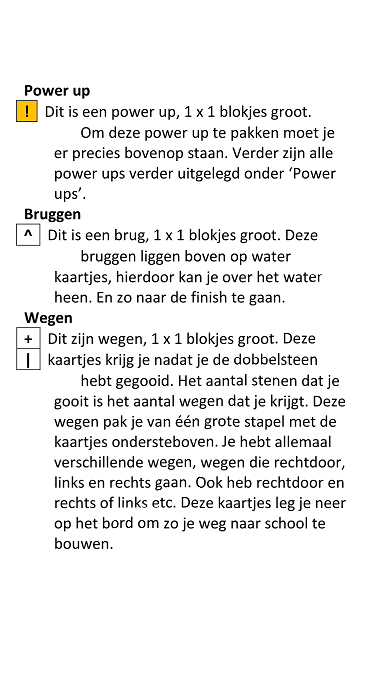 Power up
! Dit is een power up, 1 x 1 blokjes groot.
Om deze power up te pakken moet je
er precies bovenop staan. Verder zijn alle
power ups verder uitgelegd onder ‘Power
ups’.
Bruggen
^ Dit is een brug, 1 x 1 blokjes groot. Deze
bruggen liggen boven op water
kaartjes, hierdoor kan je over het water
heen. En zo naar de finish te gaan.
Wegen
+ Dit zijn wegen, 1 x 1 blokjes groot. Deze
| kaartjes krijg je nadat je de dobbelsteen
hebt gegooid. Het aantal stenen dat je
gooit is het aantal wegen dat je krijgt. Deze
wegen pak je van één grote stapel met de
kaartjes ondersteboven. Je hebt allemaal
verschillende wegen, wegen die rechtdoor,
links en rechts gaan. Ook heb rechtdoor en
rechts of links etc. Deze kaartjes leg je neer
op het bord om zo je weg naar school te
bouwen.